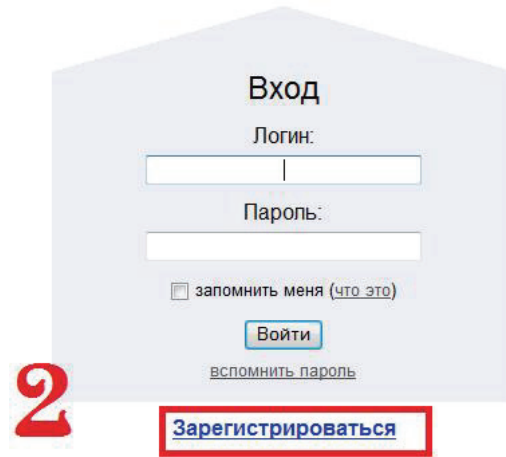 Вход
Логин:
Пароль:
запомнить меня (что это)
Войти
вспомнить пароль
2
Зарегистрироваться